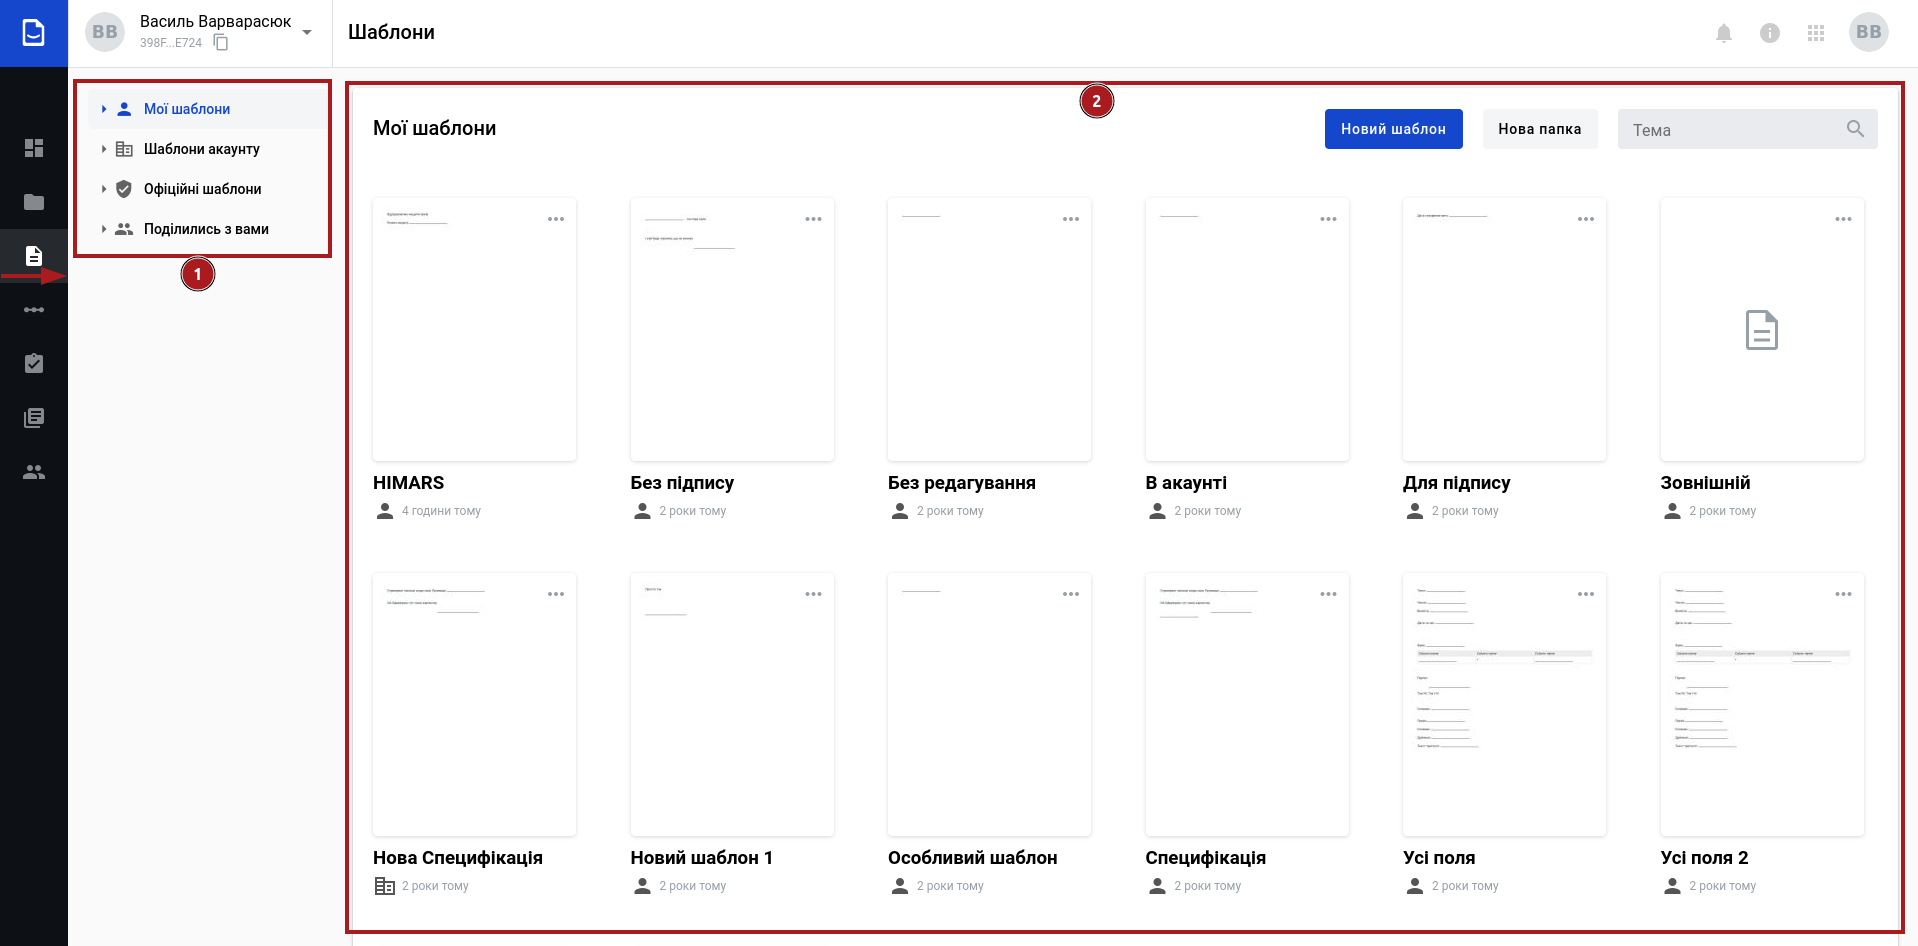 BB
Василь Варварасюк
398F...E724
Шаблони
BB
Мої шаблони
Шаблони акаунту
Офіційні шаблони
Поділились з вами
1
2
Мої шаблони
Новий шаблон
Нова папка
Тема
HIMARS
4 години тому
Без підпису
2 роки тому
Без редагування
2 роки тому
В акаунті
2 роки тому
Для підпису
2 роки тому
Зовнішній
2 роки тому
Нова Специфікація
2 роки тому
Новий шаблон 1
2 роки тому
Особливий шаблон
2 роки тому
Специфікація
2 роки тому
Усі поля
2 роки тому
Усі поля 2
2 роки тому